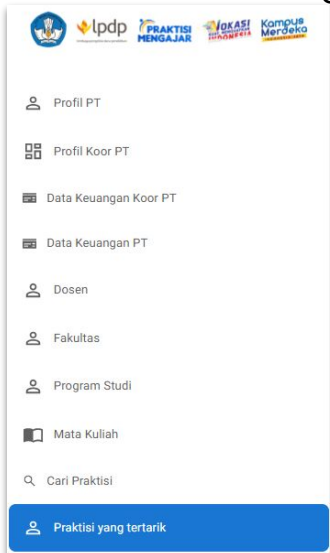 lpdp
PRAKTISI
MENGAJAR
Kampus
Merdeka
Profil PT
Profil Koor PT
Data Keuangan Koor PT
Data Keuangan PT
Dosen
Fakultas
Program Studi
Mata Kuliah
Cari Praktisi
Praktisi yang tertarik